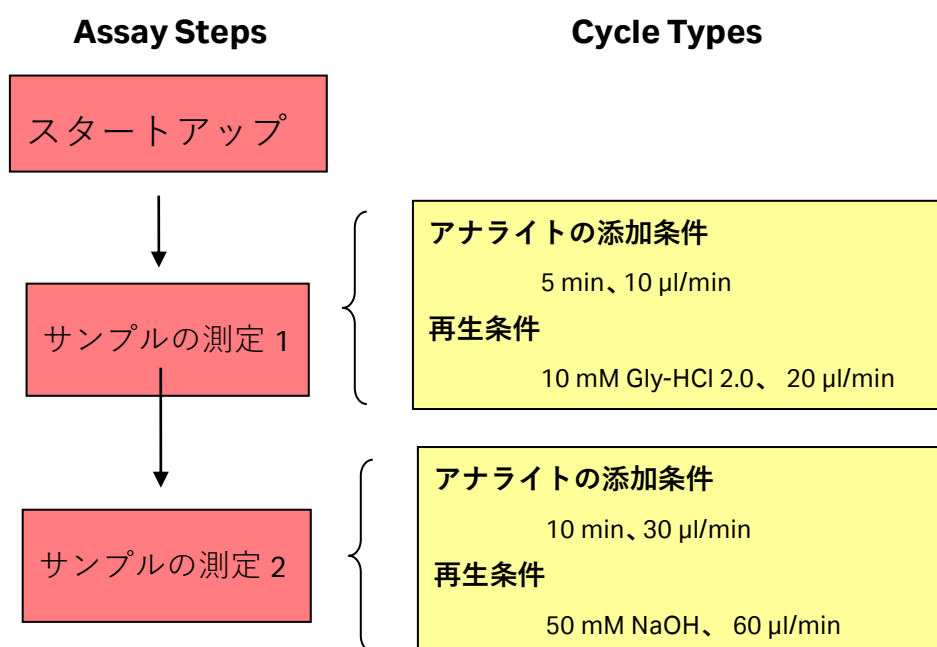 Assay Steps
Cycle Types
スタートアップ
サンプルの測定 1
アナライトの添加条件
5 min、10 µl/min
再生条件
10 mM Gly-HCl 2.0、 20 µl/min
サンプルの測定 2
アナライトの添加条件
10 min、30 µl/min
再生条件
50 mM NaOH、 60 µl/min